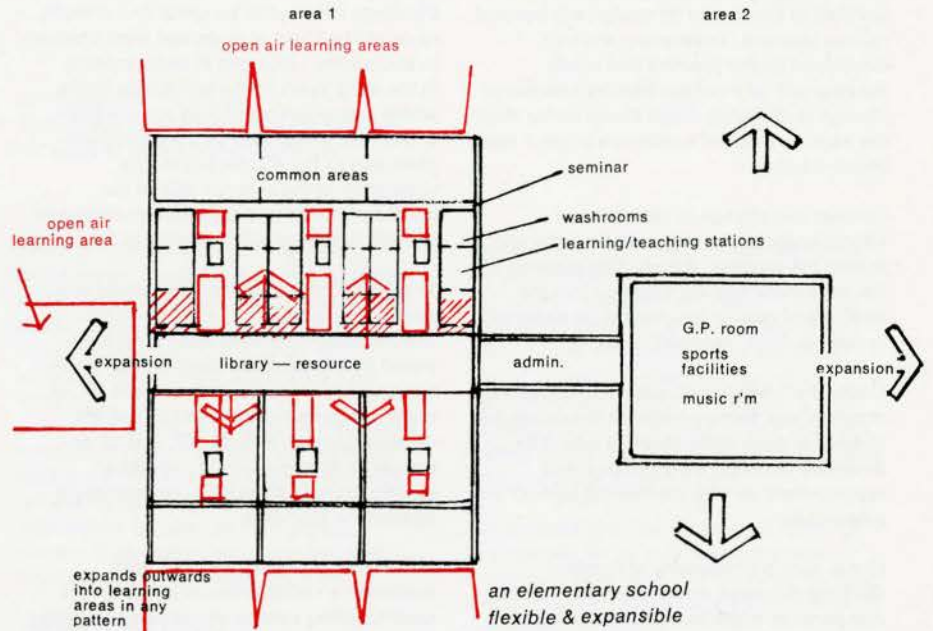 area 1
area 2
open air learning areas
common areas
seminar
open air
learning area
washrooms
learning/teaching stations
expansion
library — resource
admin.
G.P. room
sports
facilities
music r'm
expansion
expands outwards
into learning
areas in any
pattern
an elementary school
flexible & expansible